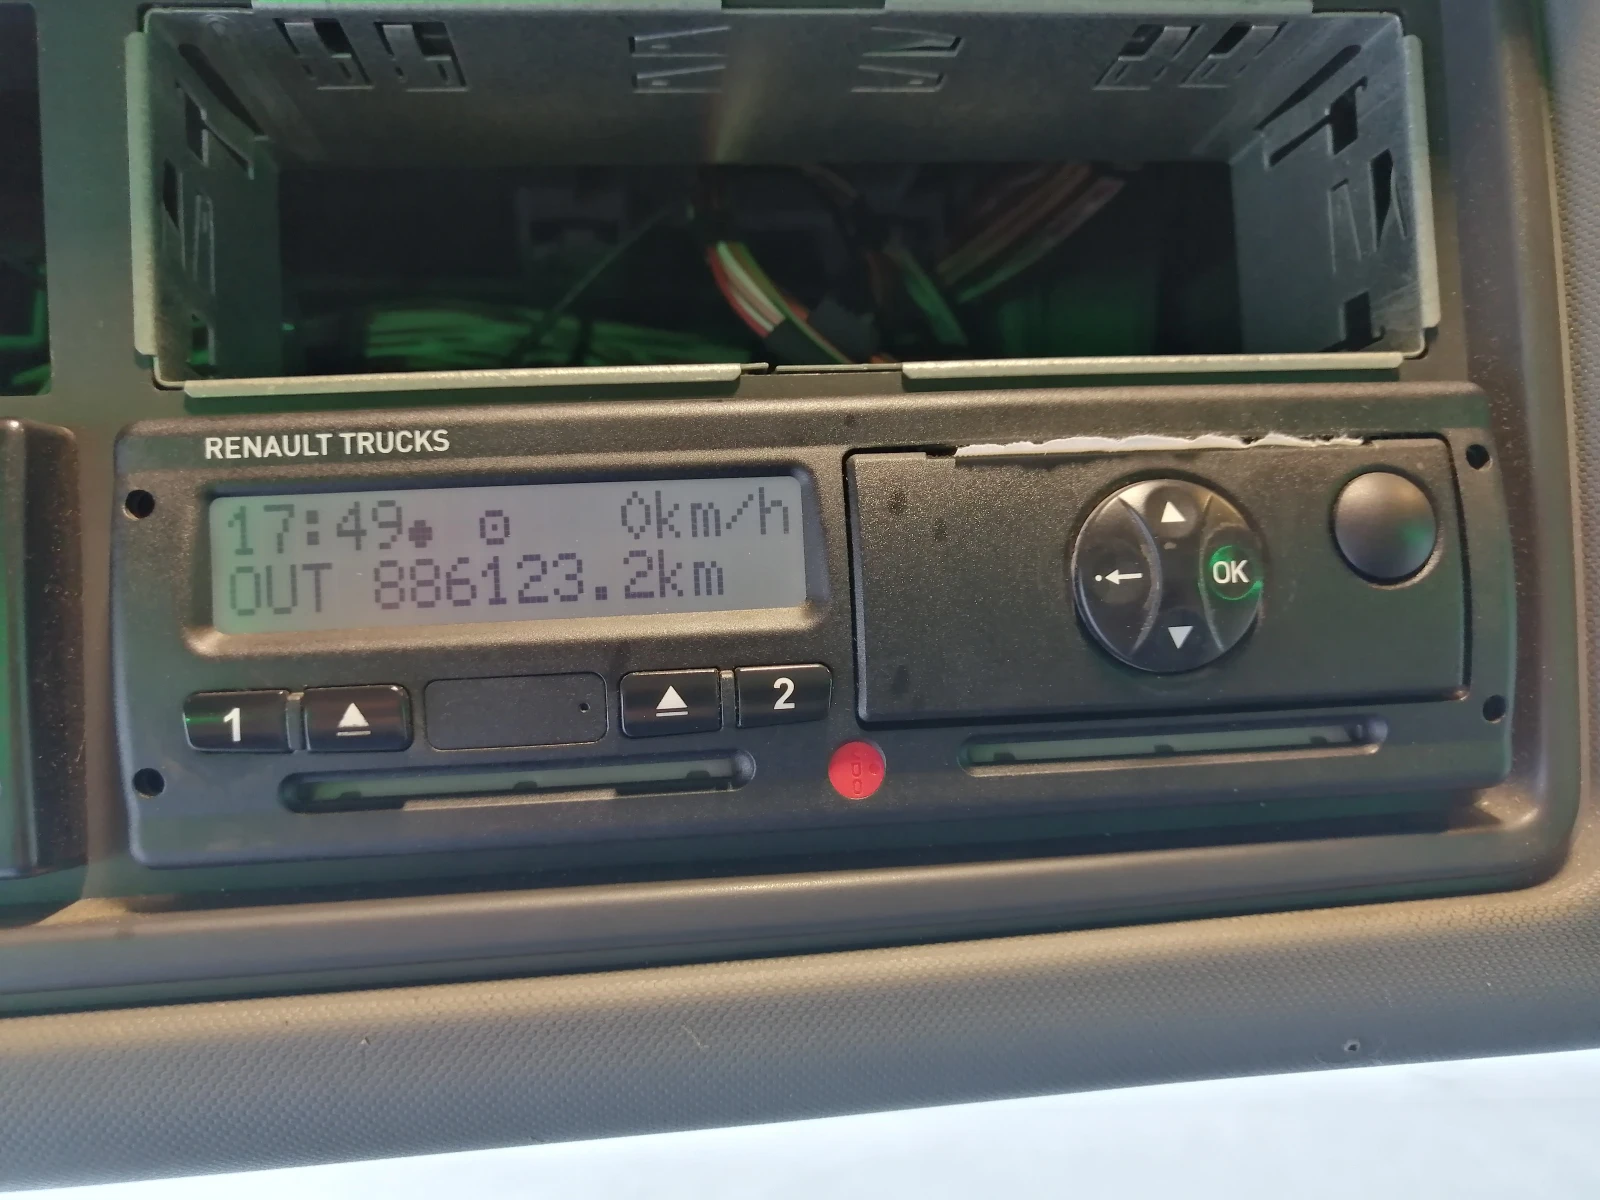 RENAULT TRUCKS
17:49 0km/h
OUT 886123.2km
1
2
OK